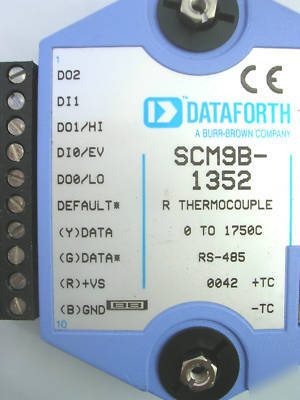 1
DO2
DI1
DO1/HI
DI0/EV
DO0/LO
DEFAULT*
(Y)DATA
(G)DATA*
(R)+VS
(B)GND
10
CE
™
DATAFORTH
A BURR-BROWN COMPANY
SCM9B-
1352
R THERMOCOUPLE
0 TO 1750C
RS-485
0042 +TC
-TC